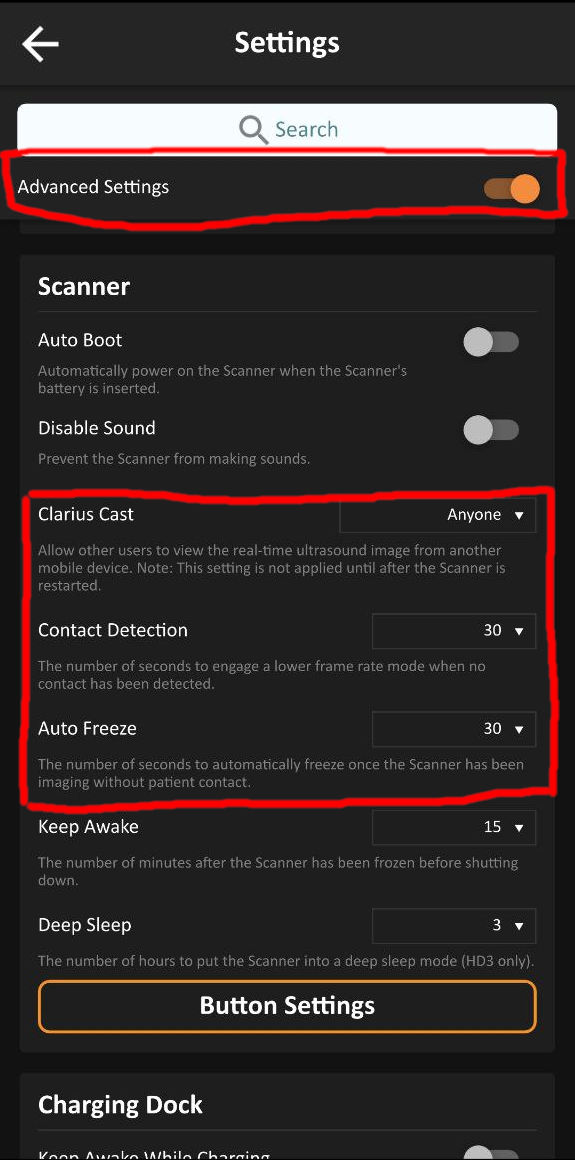 Settings
Search
Advanced Settings
Scanner
Auto Boot
Automatically power on the Scanner when the Scanner's
battery is inserted.
Disable Sound
Prevent the Scanner from making sounds.
Clarius Cast
Anyone
Allow other users to view the real-time ultrasound image from another
mobile device. Note: This setting is not applied until after the Scanner is
restarted.
Contact Detection
30
The number of seconds to engage a lower frame rate mode when no
contact has been detected.
Auto Freeze
30
The number of seconds to automatically freeze once the Scanner has been
imaging without patient contact.
Keep Awake
15
The number of minutes after the Scanner has been frozen before shutting
down.
Deep Sleep
3
The number of hours to put the Scanner into a deep sleep mode (HD3 only).
Button Settings
Charging Dock
Keep Awake While Charging